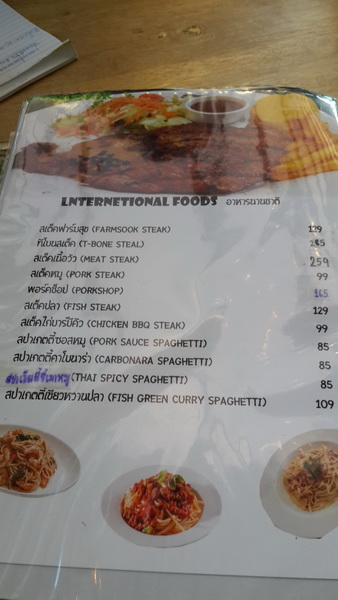 LNTERNETIONAL FOODS อาหารนานชาติ
สเต็คฟาร์มสุข (FARMSOOK STEAK) 129
ทีโบนสเต็ค (T-BONE STEAL)
สเต็คเนื้อวัว (MEAT STEAK) 259
สเต็คหมู (PORK STEAK) 99
พอร์คช็อป (PORKSHOP) 165
สเต็คปลา (FISH STEAK) 129
สเต็คไก่บาร์บีคิว (CHICKEN BBQ STEAK) 99
สปาเกตตี้ซอสหมู (PORK SAUCE SPAGHETTI) 85
สปาเกตตี้คาโบนาร่า (CARBONARA SPAGHETTI) 85
(THAI SPICY SPAGHETTI) 85
สปาเกตตี้เขียวหวานปลา (FISH GREEN CURRY SPAGHETTI) 109